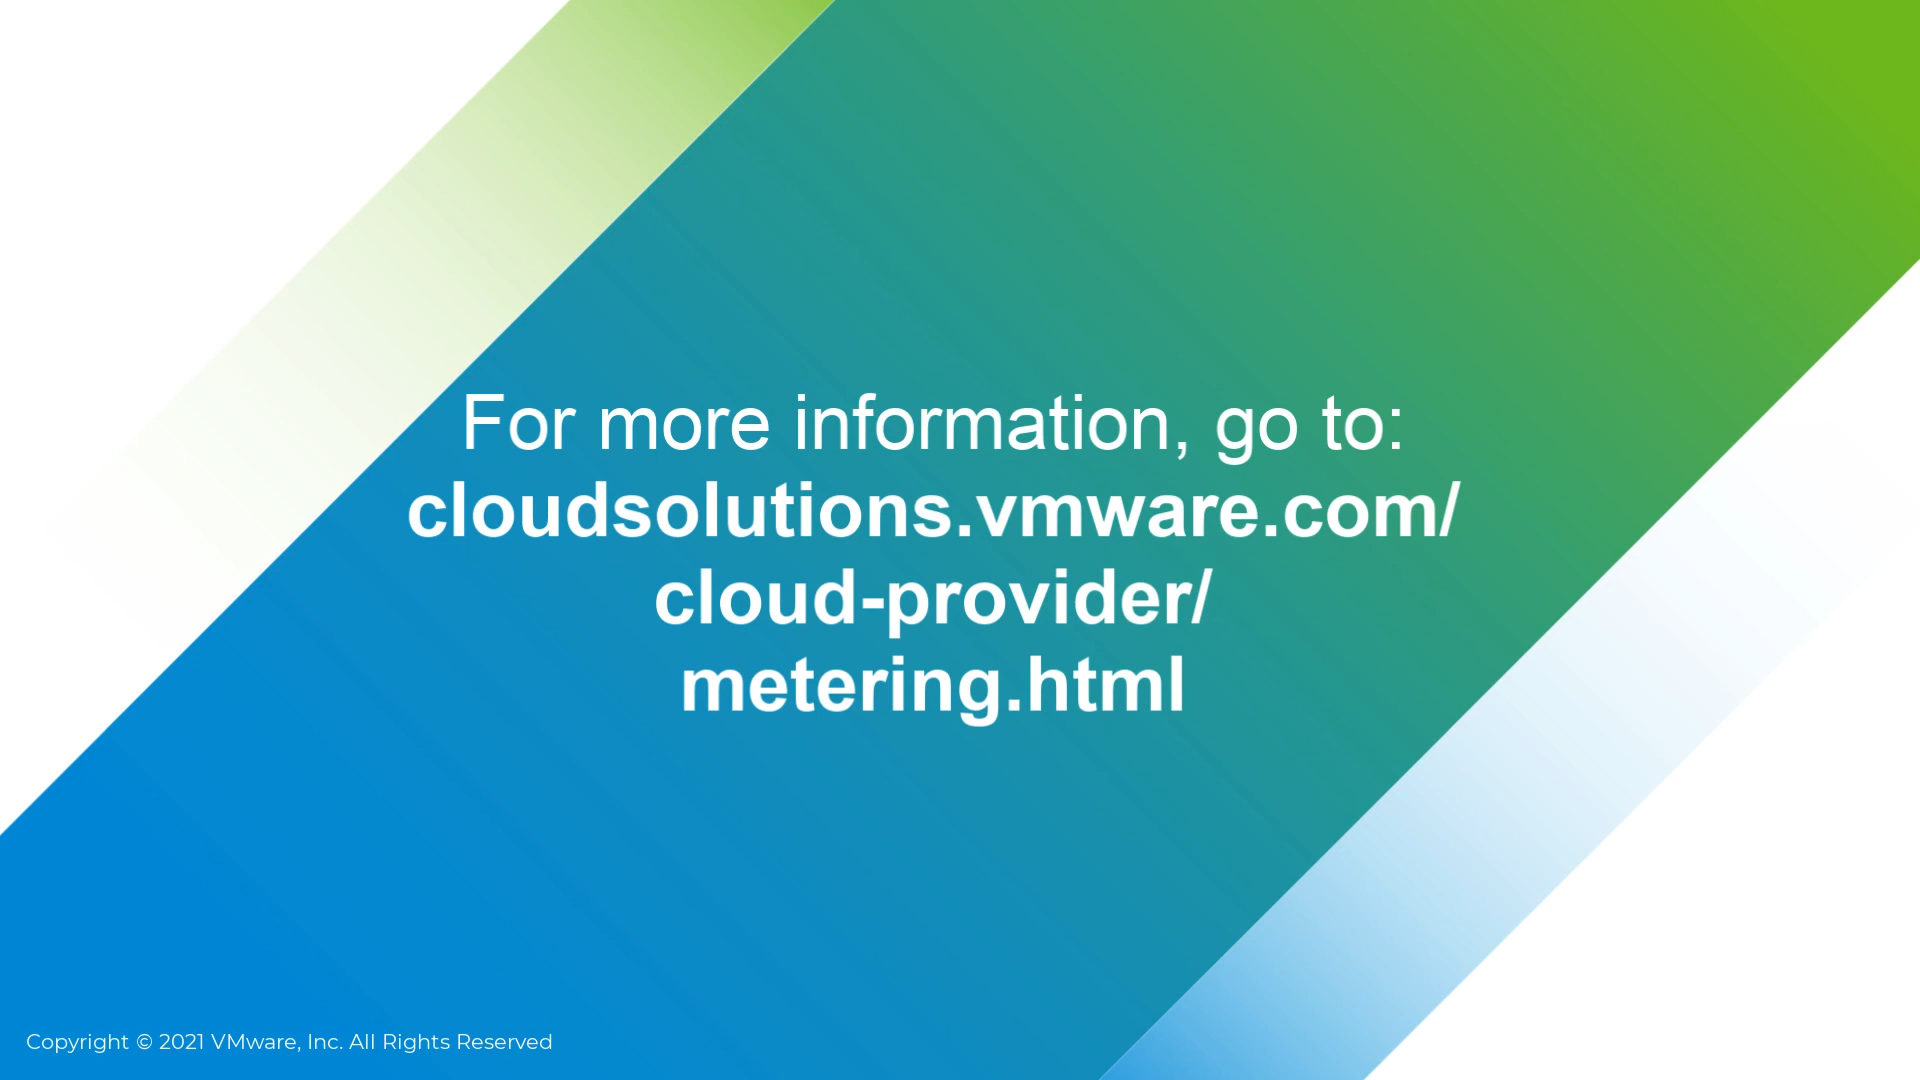 For more information, go to:
cloudsolutions.vmware.com/
cloud-provider/
metering.html
Copyright © 2021 VMware, Inc. All Rights Reserved